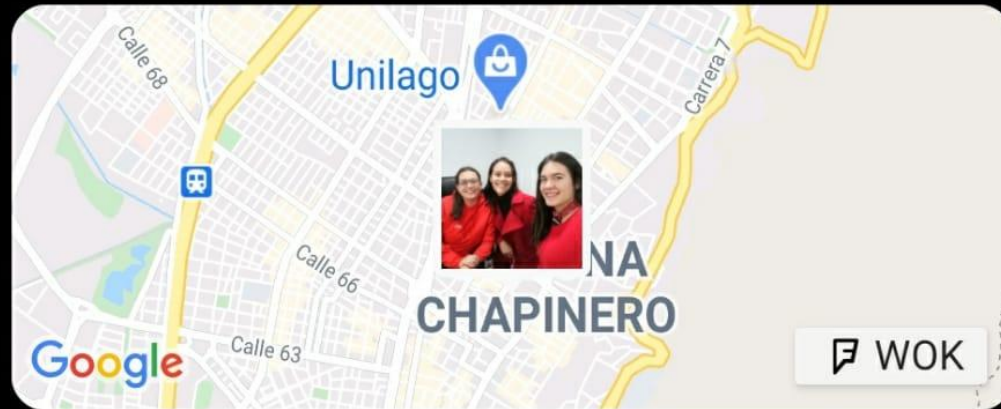 Calle 68
Unilago
Carrera 7
NA
CHAPINERO
Calle 66
Calle 63
Google
WOK